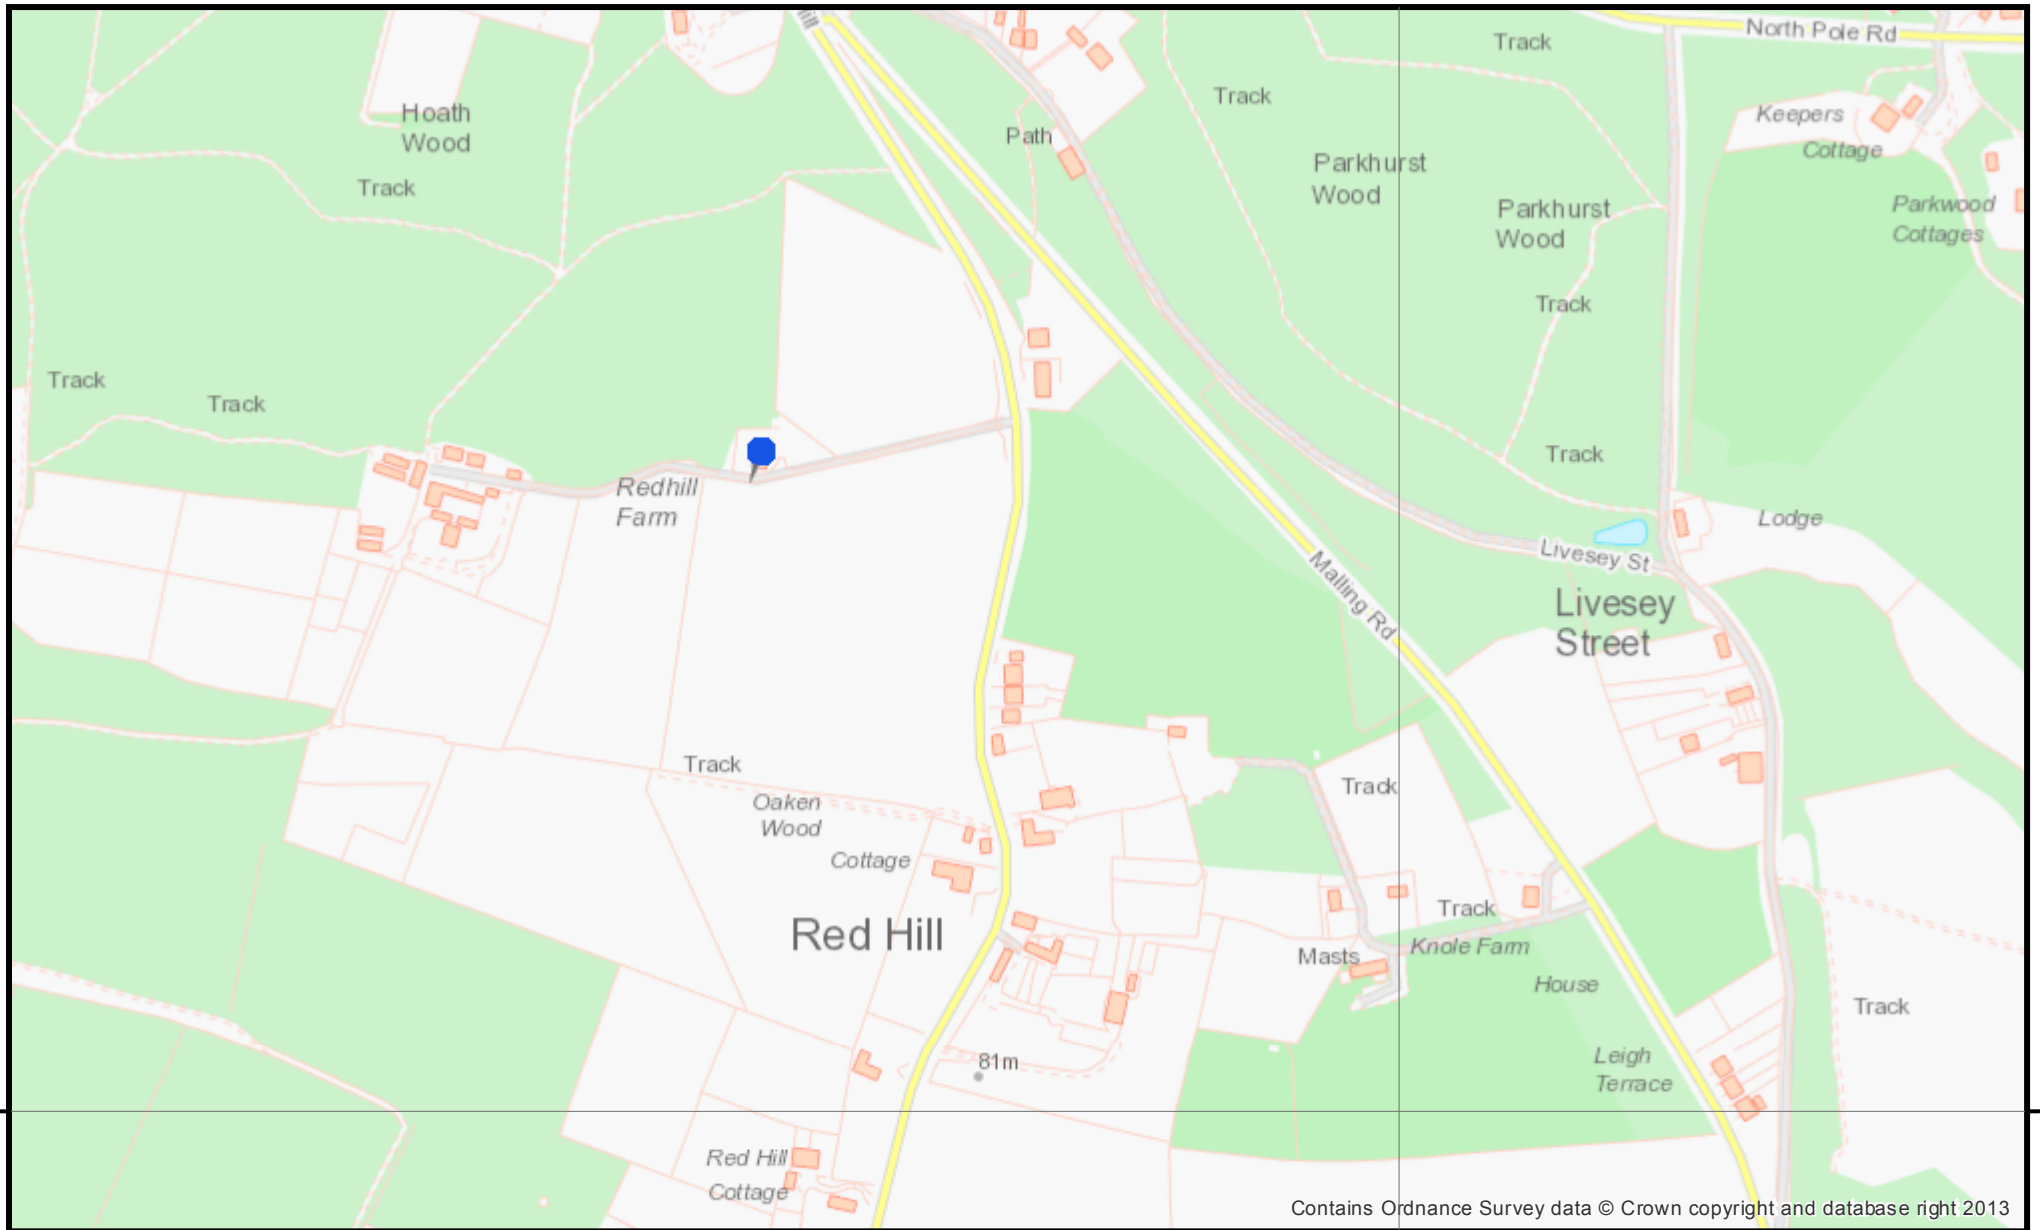 ill
North Pole Rd
Track
Track
Hoath
Wood
Keepers
Cottage
Path
Parkhurst
Wood
Track
Parkhurst
Wood
Parkwood
Cottages
Track
Track
Track
Track
Redhill
Farm
Lodge
Livesey St
Malling Rd
Livesey
Street
Track
Oaken
Wood
Cottage
Track
Red Hill
Track
Knole Farm
House
Masts
Track
81m
Leigh
Terrace
Red Hill
Cottage
Contains Ordnance Survey data © Crown copyright and database right 2013